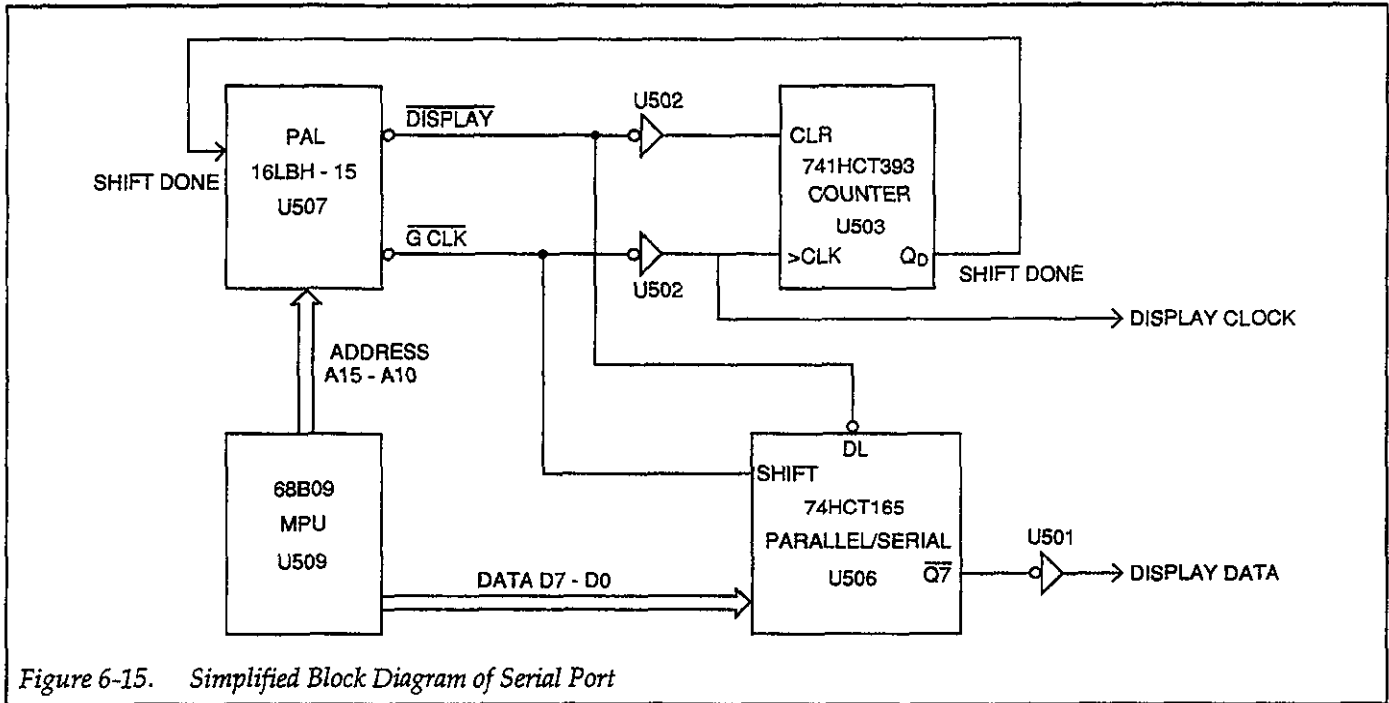 SHIFT DONE
PAL
16LBH - 15
U507
DISPLAY
G CLK
U502
U502
CLR
741HCT393
COUNTER
U503
>CLK
QD
SHIFT DONE
DISPLAY CLOCK
ADDRESS
A15 - A10
68B09
MPU
U509
DATA D7 - D0
DL
SHIFT
74HCT165
PARALLEL/SERIAL
U506
Q7
U501
DISPLAY DATA
Figure 6-15. Simplified Block Diagram of Serial Port